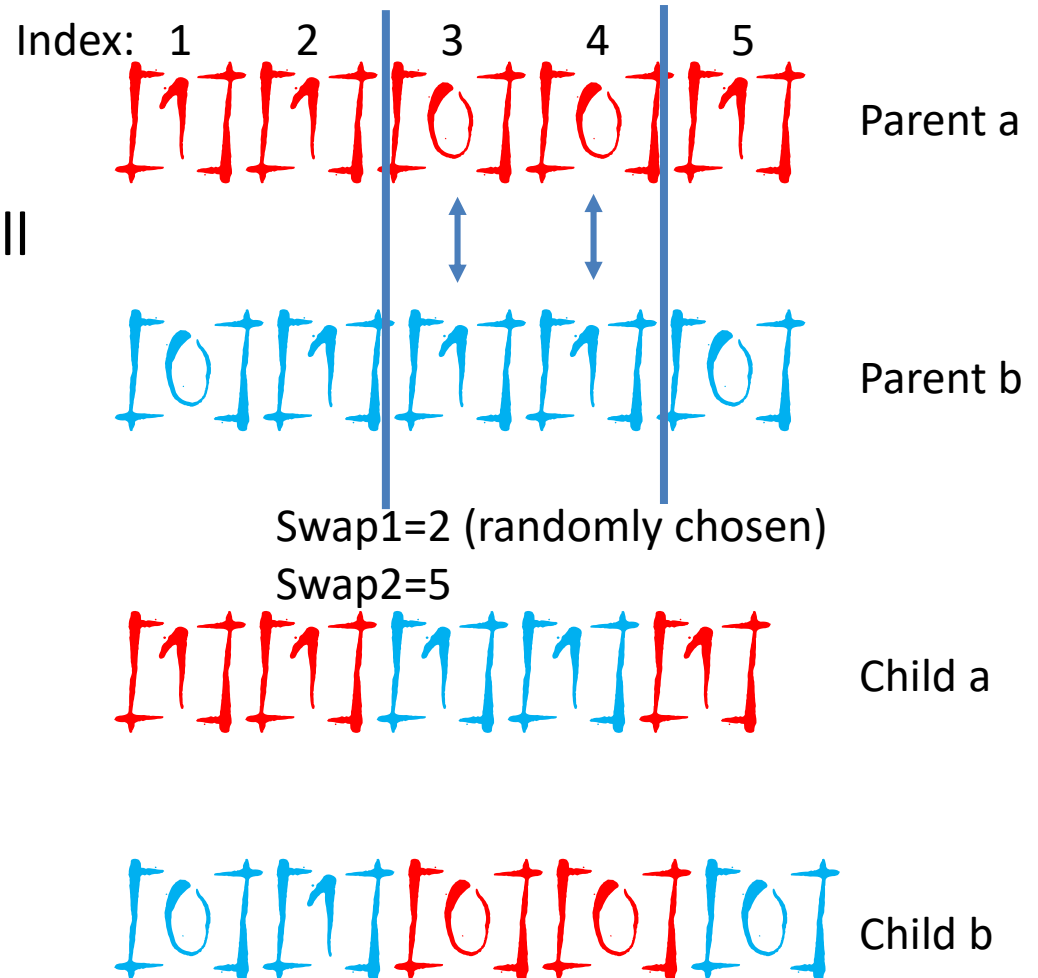 Index: 1 2 3 4 5
[1] [1] [0] [0] [1] Parent a
ll
[0] [1] [1] [1] [0] Parent b
Swap1=2 (randomly chosen)
Swap2=5
[1] [1] [1] [1] [1] Child a
[0] [1] [0] [0] [0] Child b